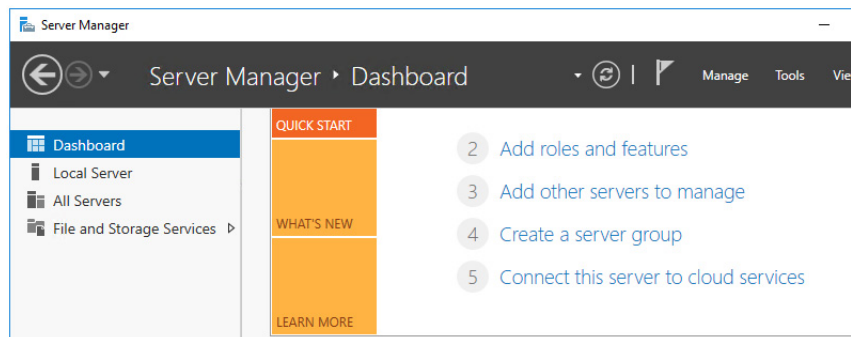 Server Manager
Server Manager ‣ Dashboard
Manage Tools
Dashboard
Local Server
All Servers
File and Storage Services
QUICK START
WHAT'S NEW
LEARN MORE
2 Add roles and features
3 Add other servers to manage
4 Create a server group
5 Connect this server to cloud services